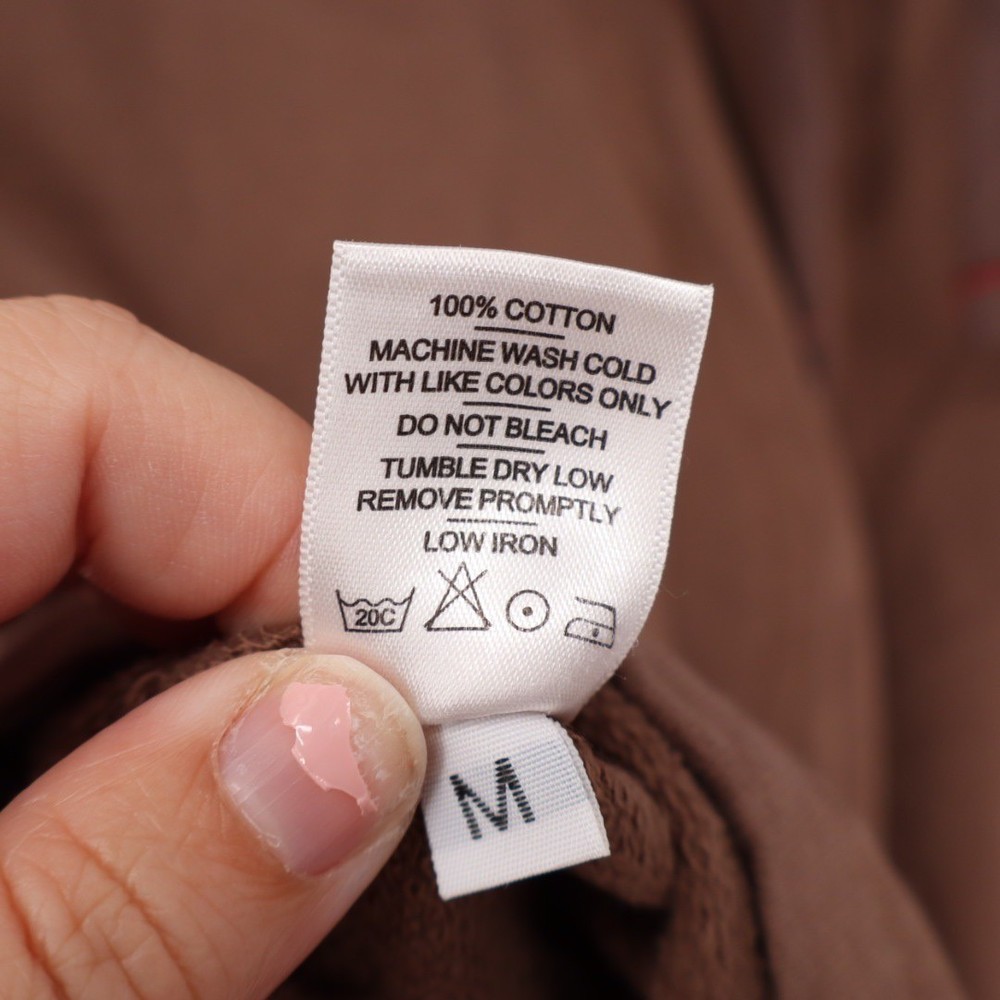 100% COTTON
MACHINE WASH COLD
WITH LIKE COLORS ONLY
DO NOT BLEACH
TUMBLE DRY LOW
REMOVE PROMPTLY
LOW IRON
20C
M